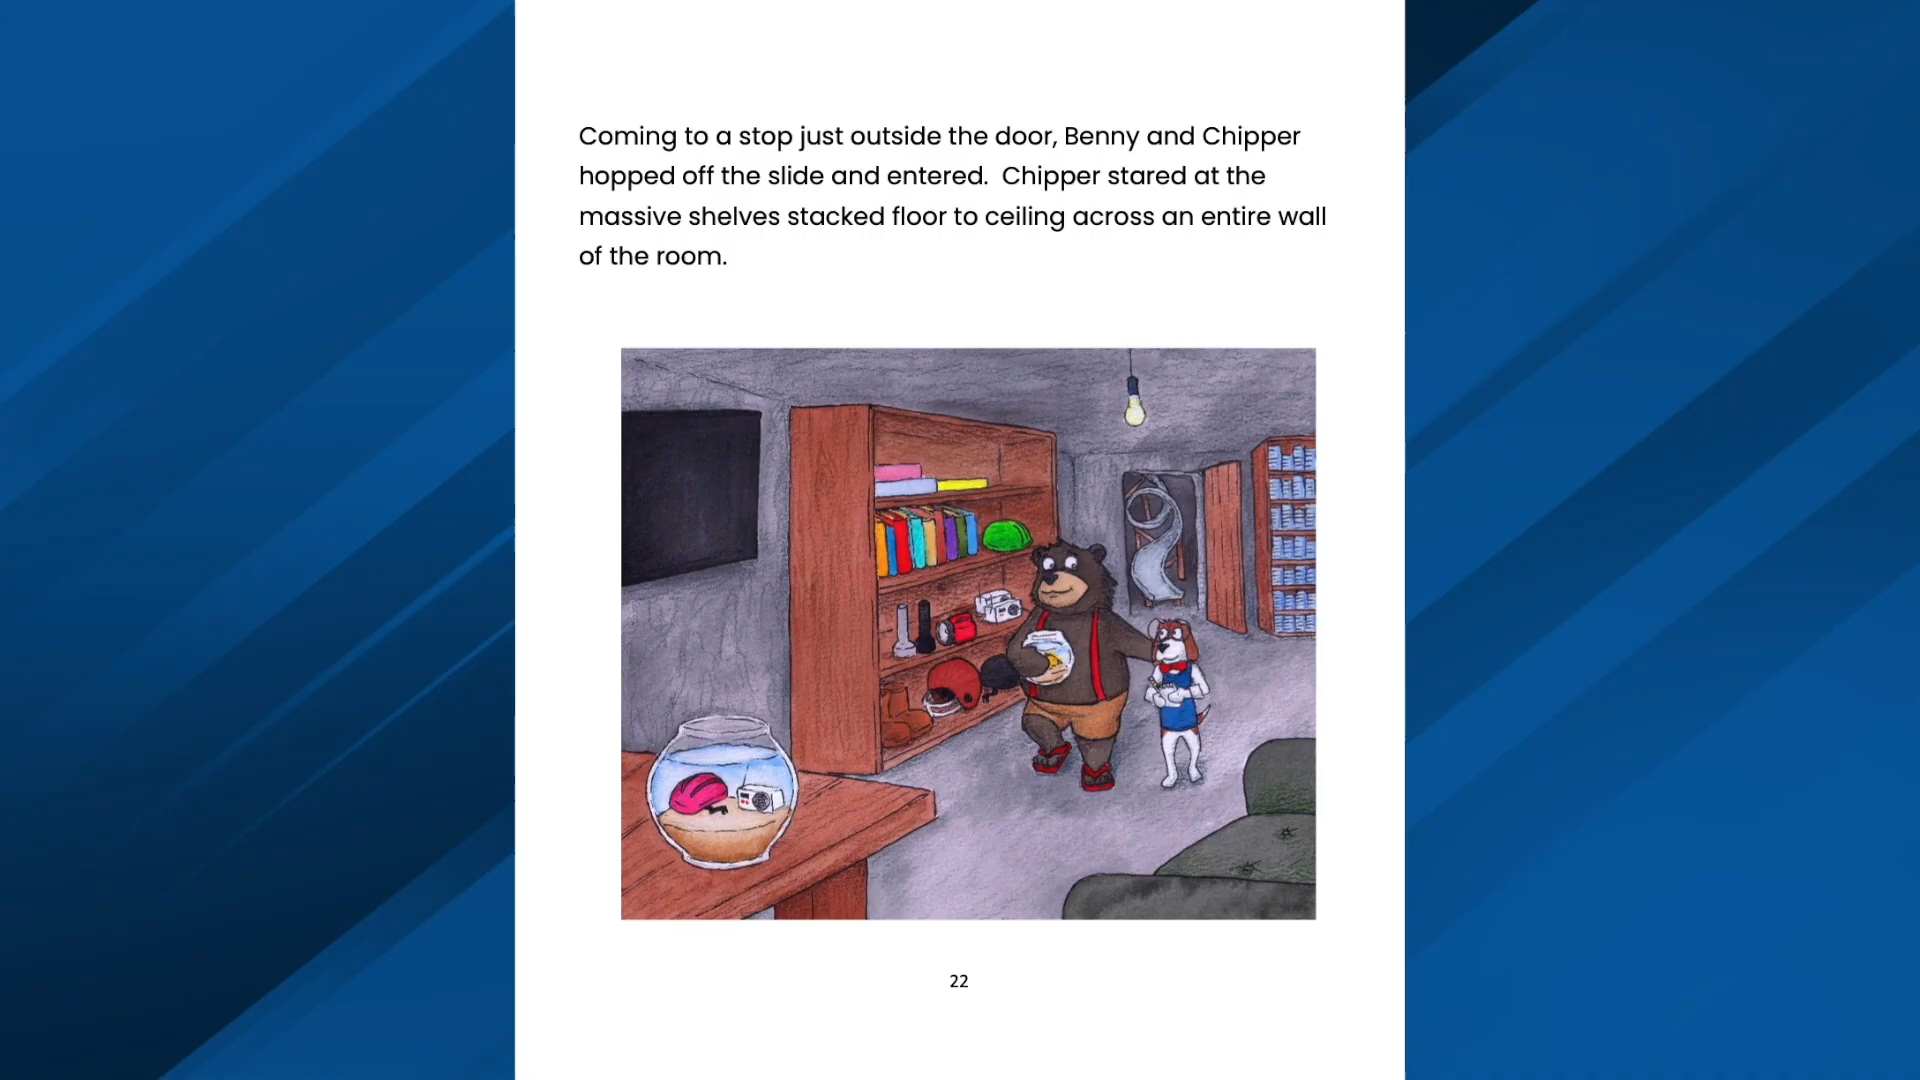 Coming to a stop just outside the door, Benny and Chipper
hopped off the slide and entered.  Chipper stared at the
massive shelves stacked floor to ceiling across an entire wall
of the room.
22